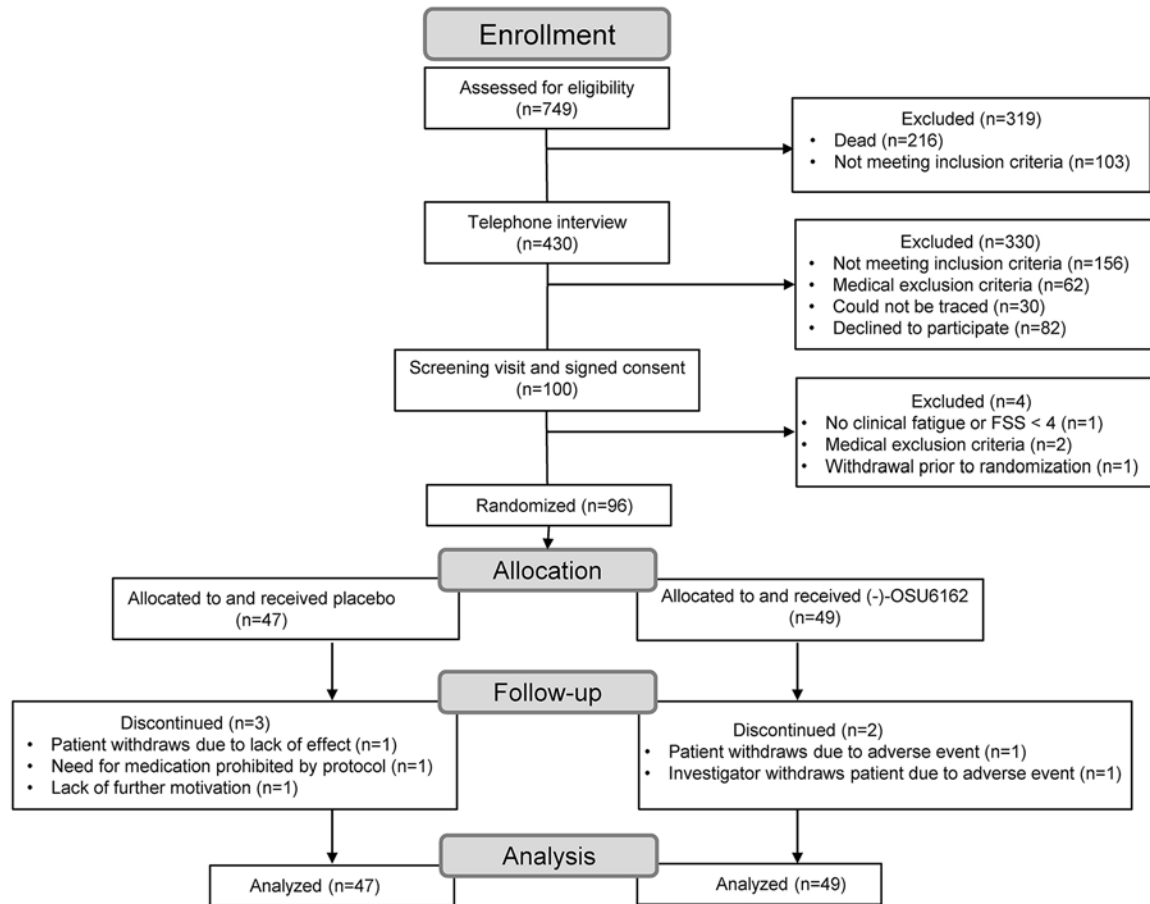 Enrollment
Assessed for eligibility
(n=749)
Excluded (n=319)
• Dead (n=216)
• Not meeting inclusion criteria (n=103)
Telephone interview
(n=430)
Excluded (n=330)
• Not meeting inclusion criteria (n=156)
• Medical exclusion criteria (n=62)
• Could not be traced (n=30)
• Declined to participate (n=82)
Screening visit and signed consent
(n=100)
Excluded (n=4)
• No clinical fatigue or FSS < 4 (n=1)
• Medical exclusion criteria (n=2)
• Withdrawal prior to randomization (n=1)
Randomized (n=96)
Allocation
Allocated to and received placebo
(n=47)
Allocated to and received (-)-OSU6162
(n=49)
Follow-up
Discontinued (n=3)
• Patient withdraws due to lack of effect (n=1)
• Need for medication prohibited by protocol (n=1)
• Lack of further motivation (n=1)
Discontinued (n=2)
• Patient withdraws due to adverse event (n=1)
• Investigator withdraws patient due to adverse event (n=1)
Analysis
Analyzed (n=47)
Analyzed (n=49)